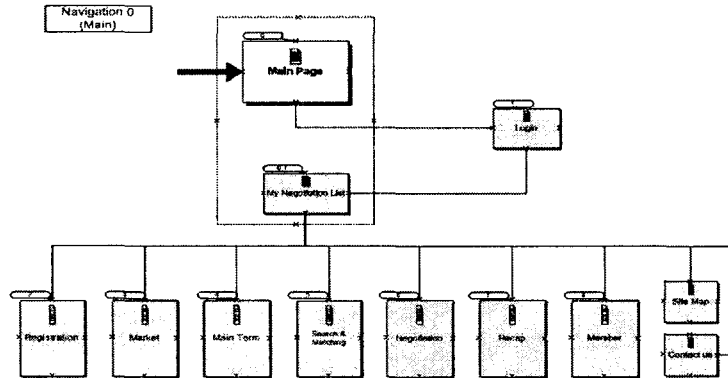 Navigation 0
(Main)
Main Page
Login
My Negotiation List
Registration
Market
Main Term
Search &
Matching
Negotiation
Recap
Member
Site Map
Contact us